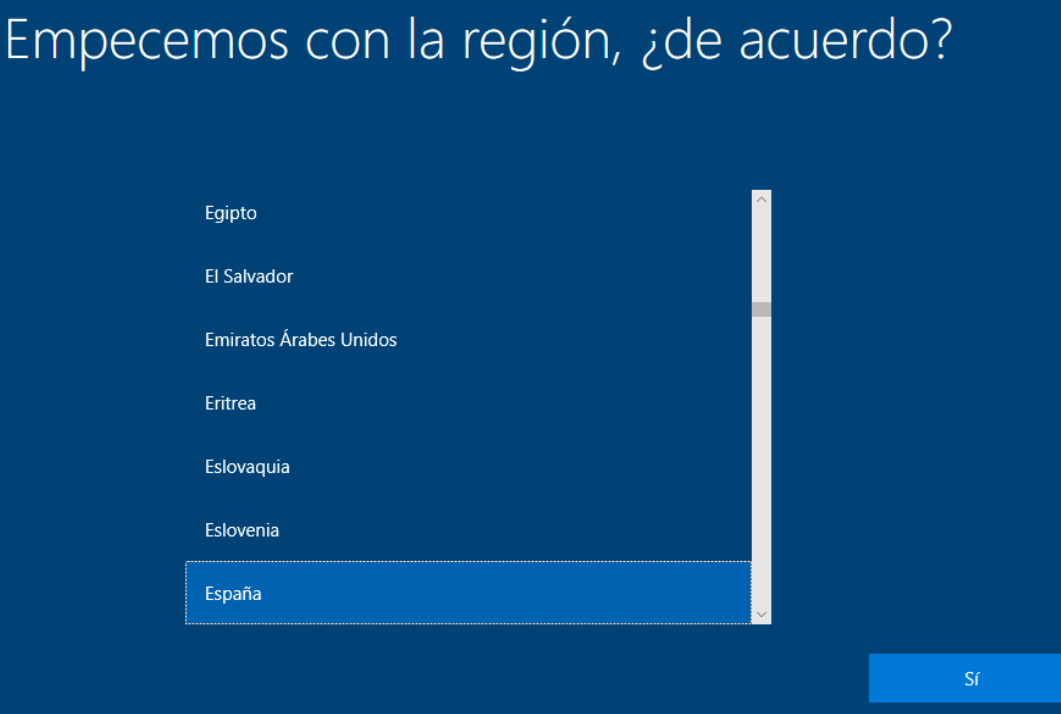 Empecemos con la región, ¿de acuerdo?
Egipto
El Salvador
Emiratos Árabes Unidos
Eritrea
Eslovaquia
Eslovenia
España
Sí